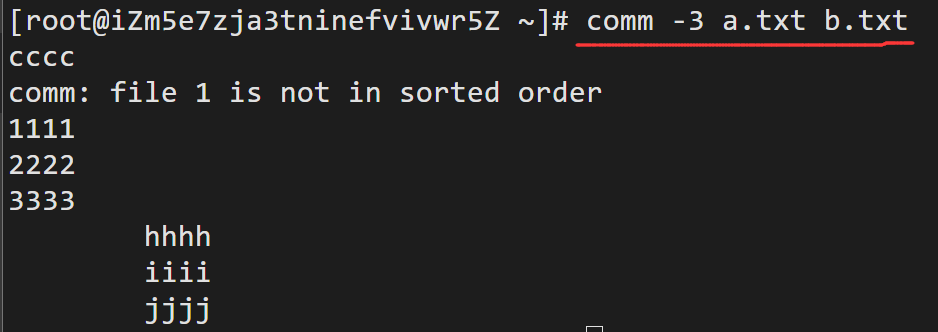 [root@iZm5e7zja3tninefvivwr5Z ~]# comm -3 a.txt b.txt
cccc
comm: file 1 is not in sorted order
1111
2222
3333
        hhhh
        iiii
        jjjj